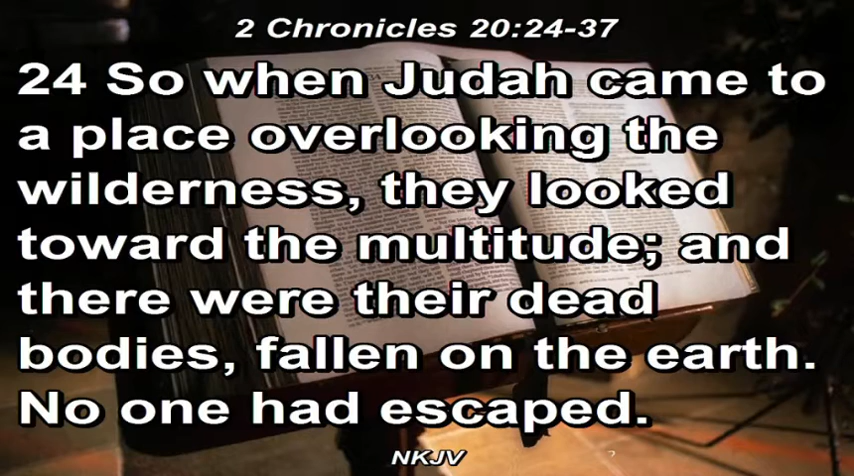 2 Chronicles 20:24-37
24 So when Judah came to
a place overlooking the
wilderness, they looked
toward the multitude; and
there were their dead
bodies, fallen on the earth.
No one had escaped.
NKJV